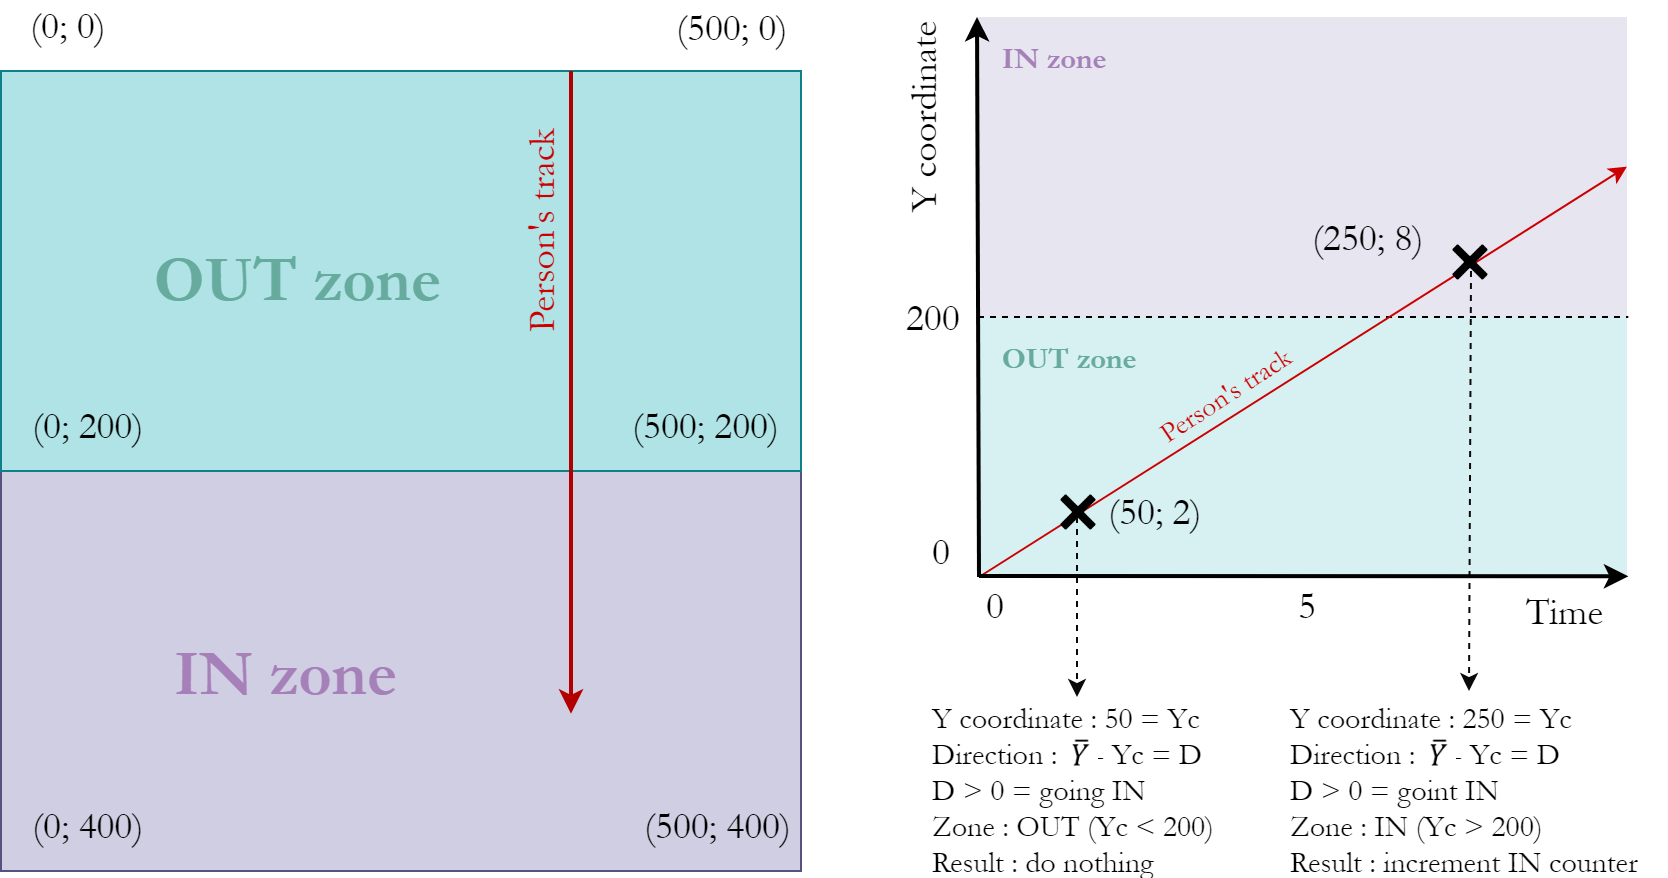 (0; 0)
(500; 0)
Person's track
OUT zone
(0; 200)
(500; 200)
IN zone
(0; 400)
(500; 400)
Y coordinate
IN zone
(250; 8)
200
OUT zone
Person's track
(50; 2)
0
0
5
Time
Y coordinate : 50 = Yc
Direction : Ȳ - Yc = D
D > 0 = going IN
Zone : OUT (Yc < 200)
Result : do nothing
Y coordinate : 250 = Yc
Direction : Ȳ - Yc = D
D > 0 = goint IN
Zone : IN (Yc > 200)
Result : increment IN counter